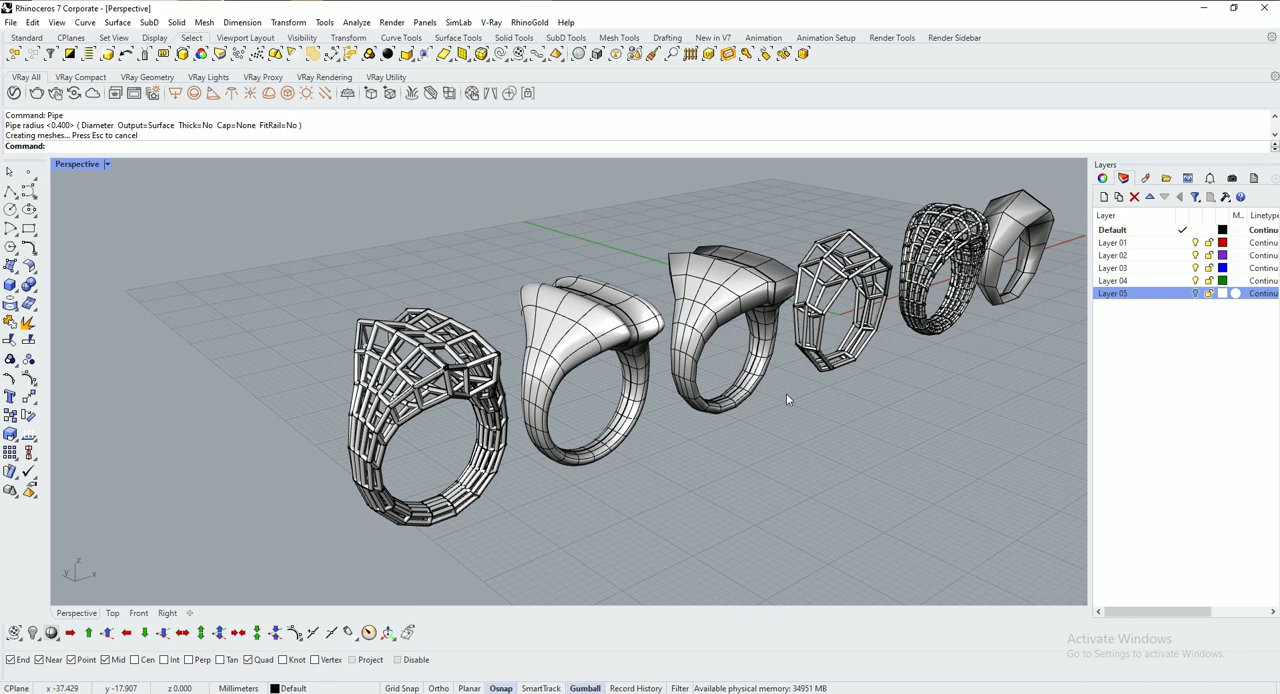 Rhinoceros 7 Corporate - [Perspective]
File Edit View Curve Surface SubD Solid Mesh Dimension Transform Tools Analyze Render Panels SimLab V-Ray RhinoGold Help
Standard CPlanes Set View Display Select Viewport Layout Visibility Transform Curve Tools Surface Tools Solid Tools SubD Tools Mesh Tools Drafting New in V7 Animation Animation Setup Render Tools Render Sidebar
VRay All VRay Compact VRay Geometry VRay Lights VRay Proxy VRay Rendering VRay Utility
Command: Pipe
Pipe radius <0.400> ( Diameter Output=Surface Thick=No Cap=None FitRail=No )
Creating meshes... Press Esc to cancel
Command:
Perspective
Layers
Layer M.. Linetype
Default Continu
Layer 01 Continu
Layer 02 Continu
Layer 03 Continu
Layer 04 Continu
Layer 05 Continu
z
y x
Perspective Top Front Right
Activate Windows
Go to Settings to activate Windows.
End Near Point Mid Cen Int Perp Tan Quad Knot Vertex Project Disable
CPlane x -37.429 y -17.907 z 0.000 Millimeters Default Grid Snap Ortho Planar Osnap SmartTrack Gumball Record History Filter Available physical memory: 34951 MB